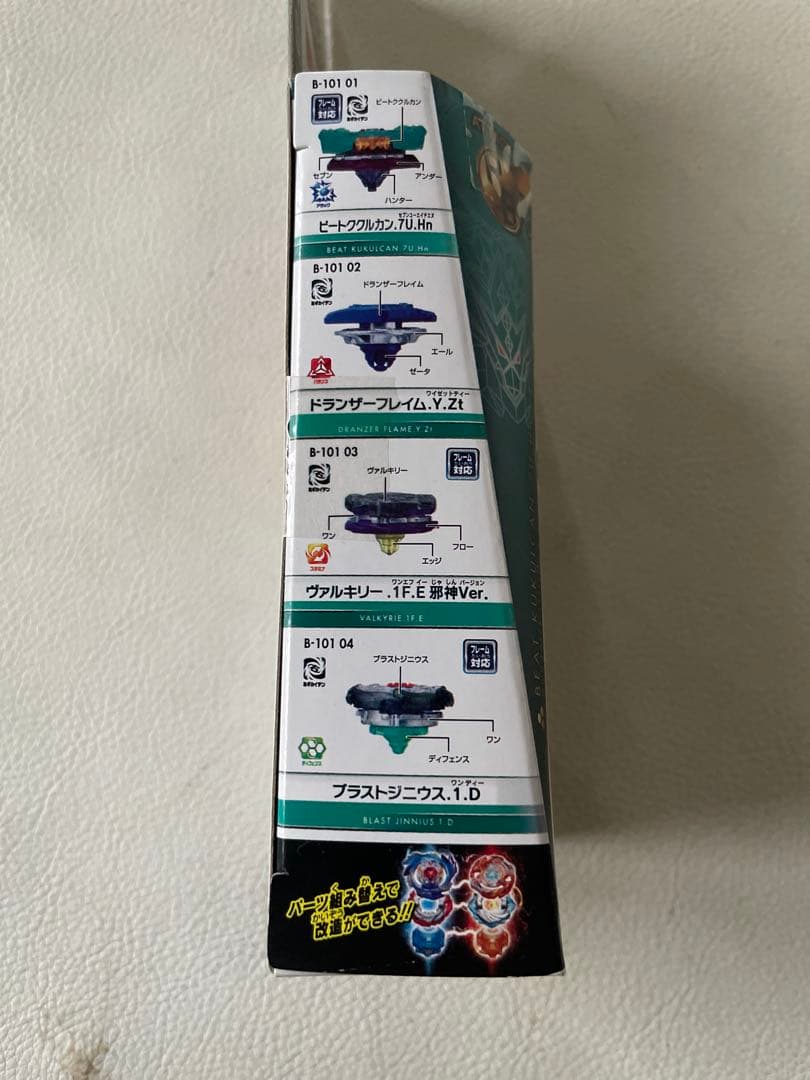 B-101 01
フレーム
対応
ビートククルカン
セブン
アンダー
ハンター
アタック
セブンユーエイチエヌ
ビートククルカン.7U.Hn
BEAT KUKULCAN.7U.Hn
B-101 02
ドランザーフレイム
エール
ゼータ
バランス
ワイゼットティー
ドランザーフレイム.Y.Zt
DRANZER FLAME.Y.Zt
B-101 03
フレーム
対応
ヴァルキリー
ワン
フロー
エッジ
スタミナ
ワンエフ イー じゃ しん バージョン
ヴァルキリー .1F.E 邪神Ver.
VALKYRIE.1F.E
B-101 04
フレーム
対応
ブラストジニウス
ワン
ディフェンス
ディフェンス
ワンディー
ブラストジニウス.1.D
BLAST JINNIUS.1.D
パーツ組み替えで
改造ができる!!
BEAT KUKULCAN